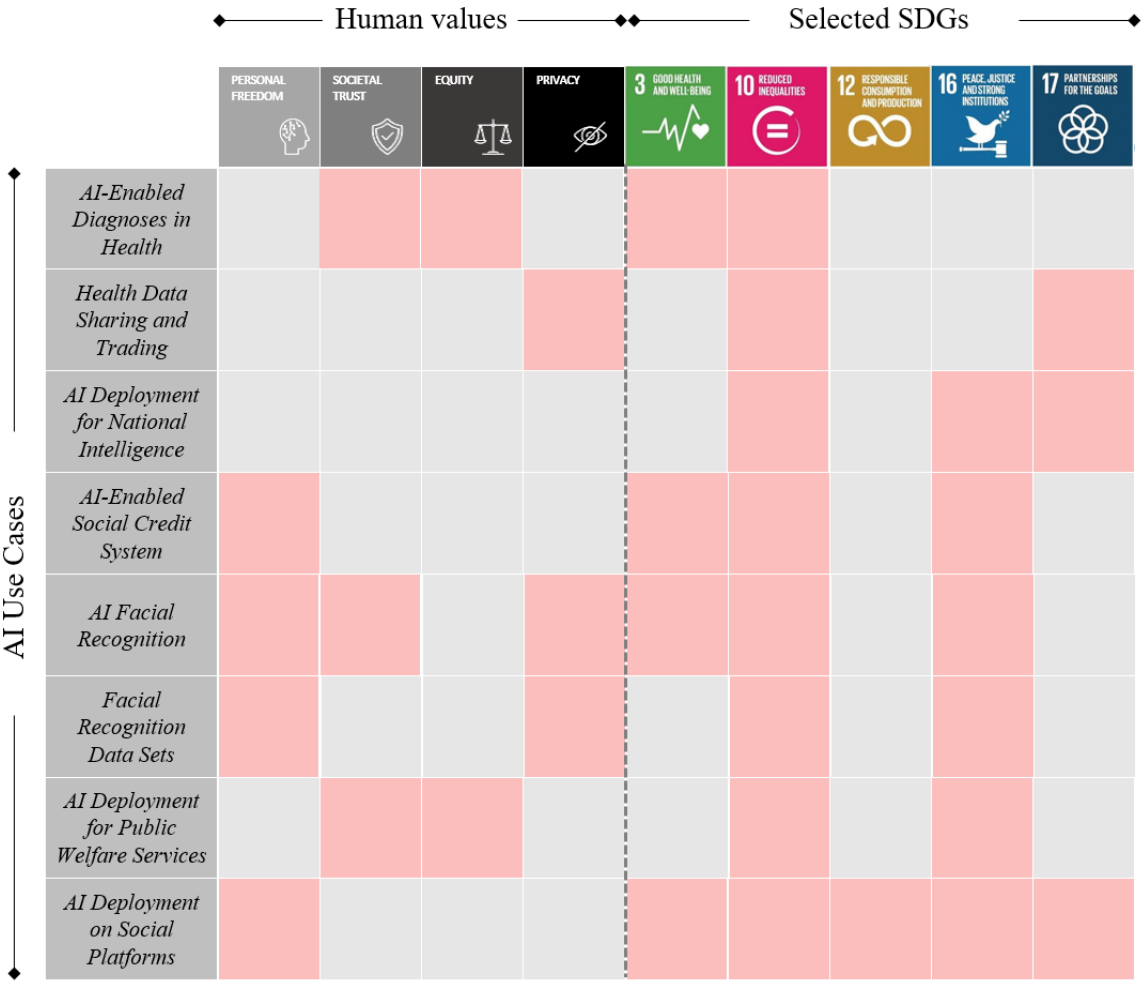 Human values
Selected SDGs
PERSONAL
FREEDOM
SOCIETAL
TRUST
EQUITY
PRIVACY
3 GOOD HEALTH
AND WELL-BEING
10 REDUCED
INEQUALITIES
12 RESPONSIBLE
CONSUMPTION
AND PRODUCTION
16 PEACE, JUSTICE
AND STRONG
INSTITUTIONS
17 PARTNERSHIPS
FOR THE GOALS
AI Use Cases
AI-Enabled
Diagnoses in
Health
Health Data
Sharing and
Trading
AI Deployment
for National
Intelligence
AI-Enabled
Social Credit
System
AI Facial
Recognition
Facial
Recognition
Data Sets
AI Deployment
for Public
Welfare Services
AI Deployment
on Social
Platforms